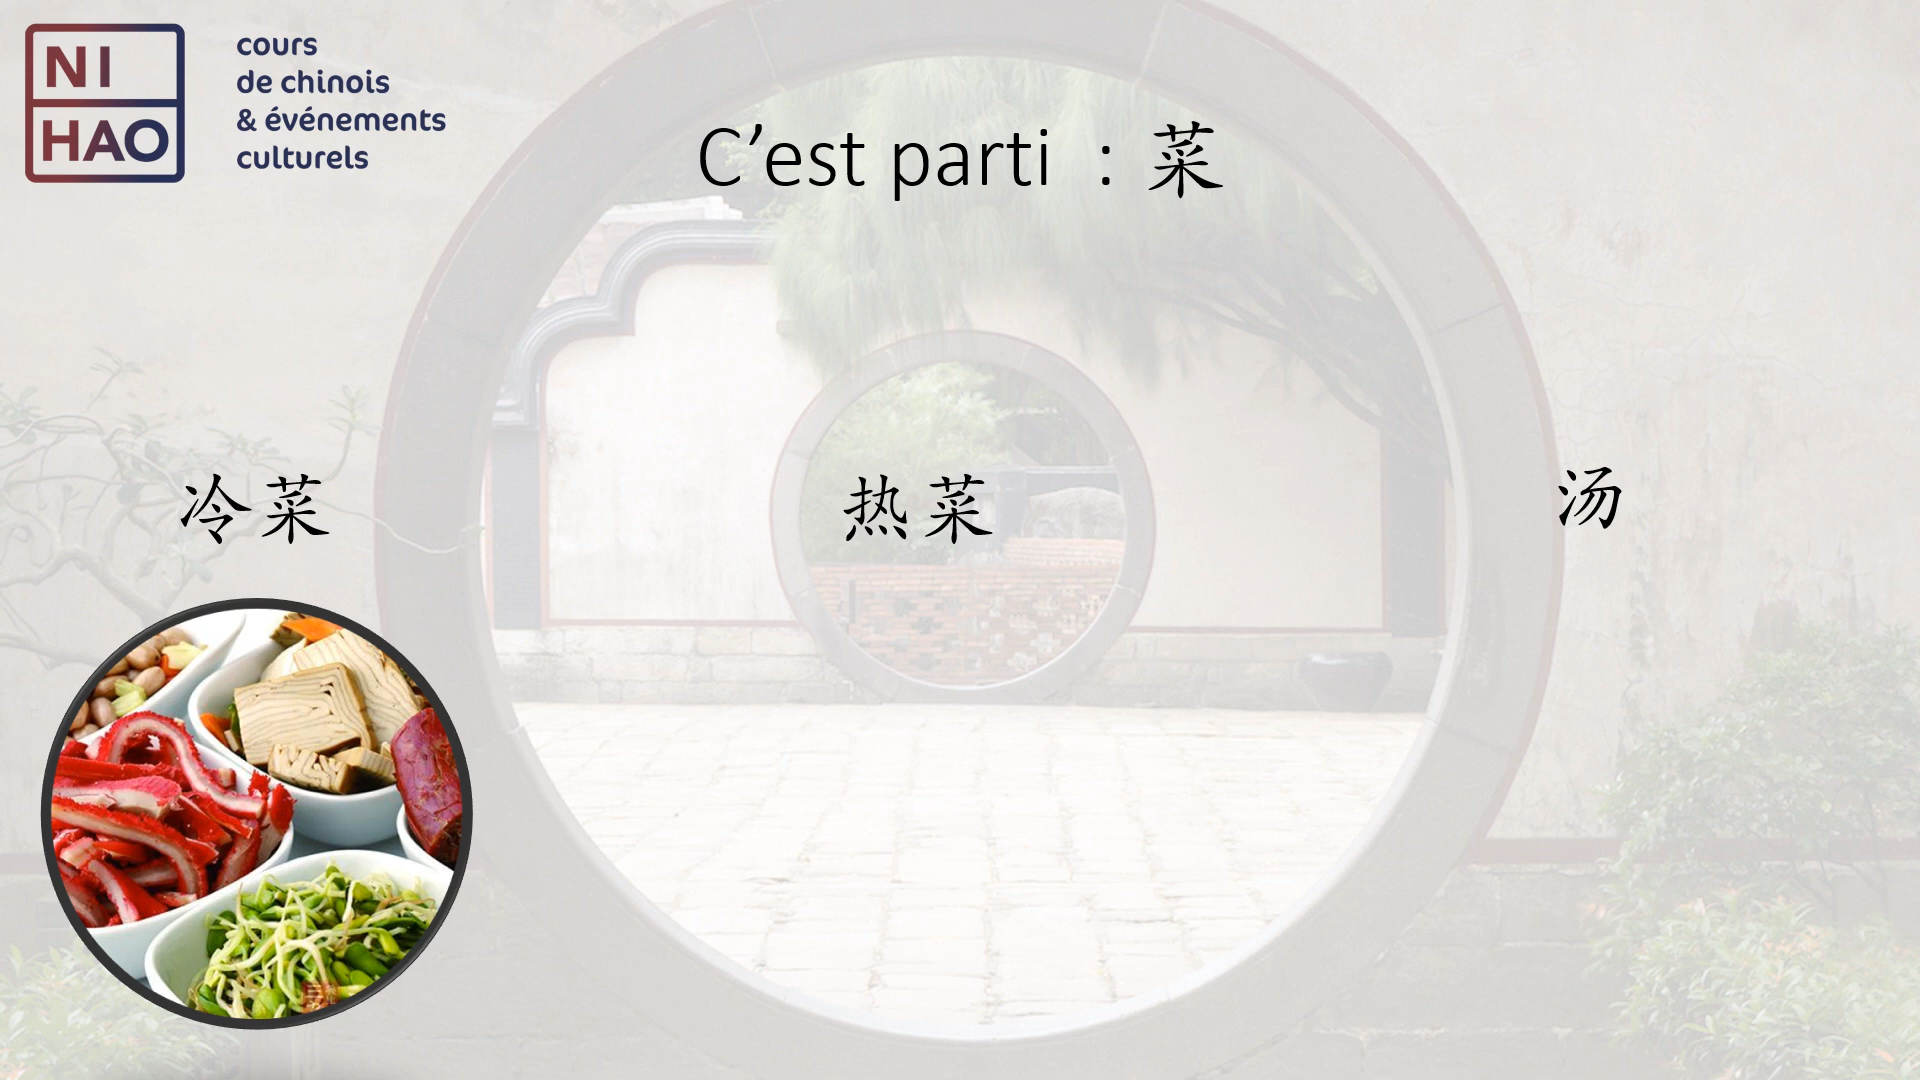 NI
HAO
cours
de chinois
& événements
culturels
C’est parti : 菜
冷菜
热菜
汤